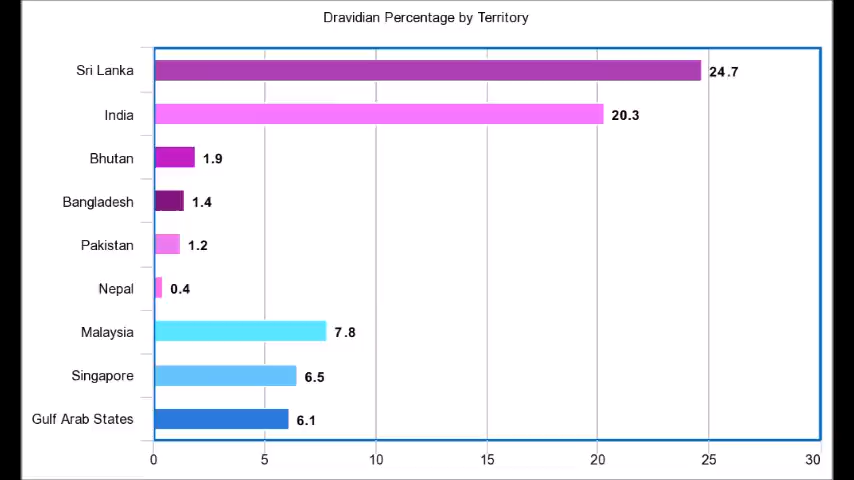 Dravidian Percentage by Territory
Sri Lanka 24.7
India 20.3
Bhutan 1.9
Bangladesh 1.4
Pakistan 1.2
Nepal 0.4
Malaysia 7.8
Singapore 6.5
Gulf Arab States 6.1
0 5 10 15 20 25 30